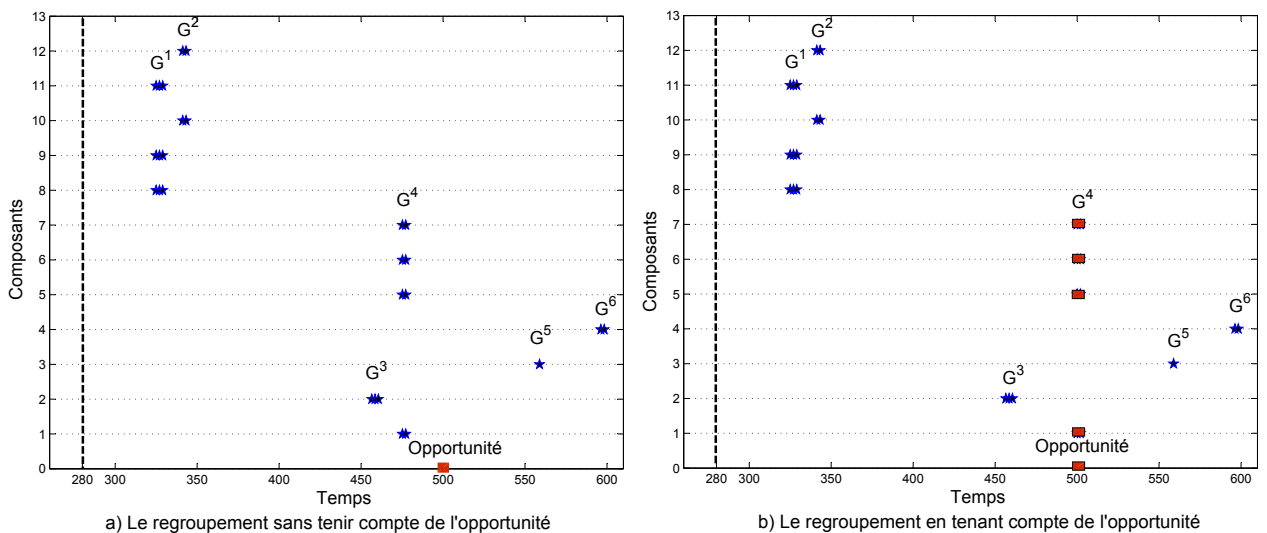 13
12
11
10
9
8
7
6
5
4
3
2
1
0
Composants
G¹
G²
G³
G⁴
G⁵
G⁶
Opportunité
280 300 350 400 450 500 550 600
Temps
a) Le regroupement sans tenir compte de l'opportunité
13
12
11
10
9
8
7
6
5
4
3
2
1
0
Composants
G¹
G²
G³
G⁴
G⁵
G⁶
Opportunité
280 300 350 400 450 500 550 600
Temps
b) Le regroupement en tenant compte de l'opportunité